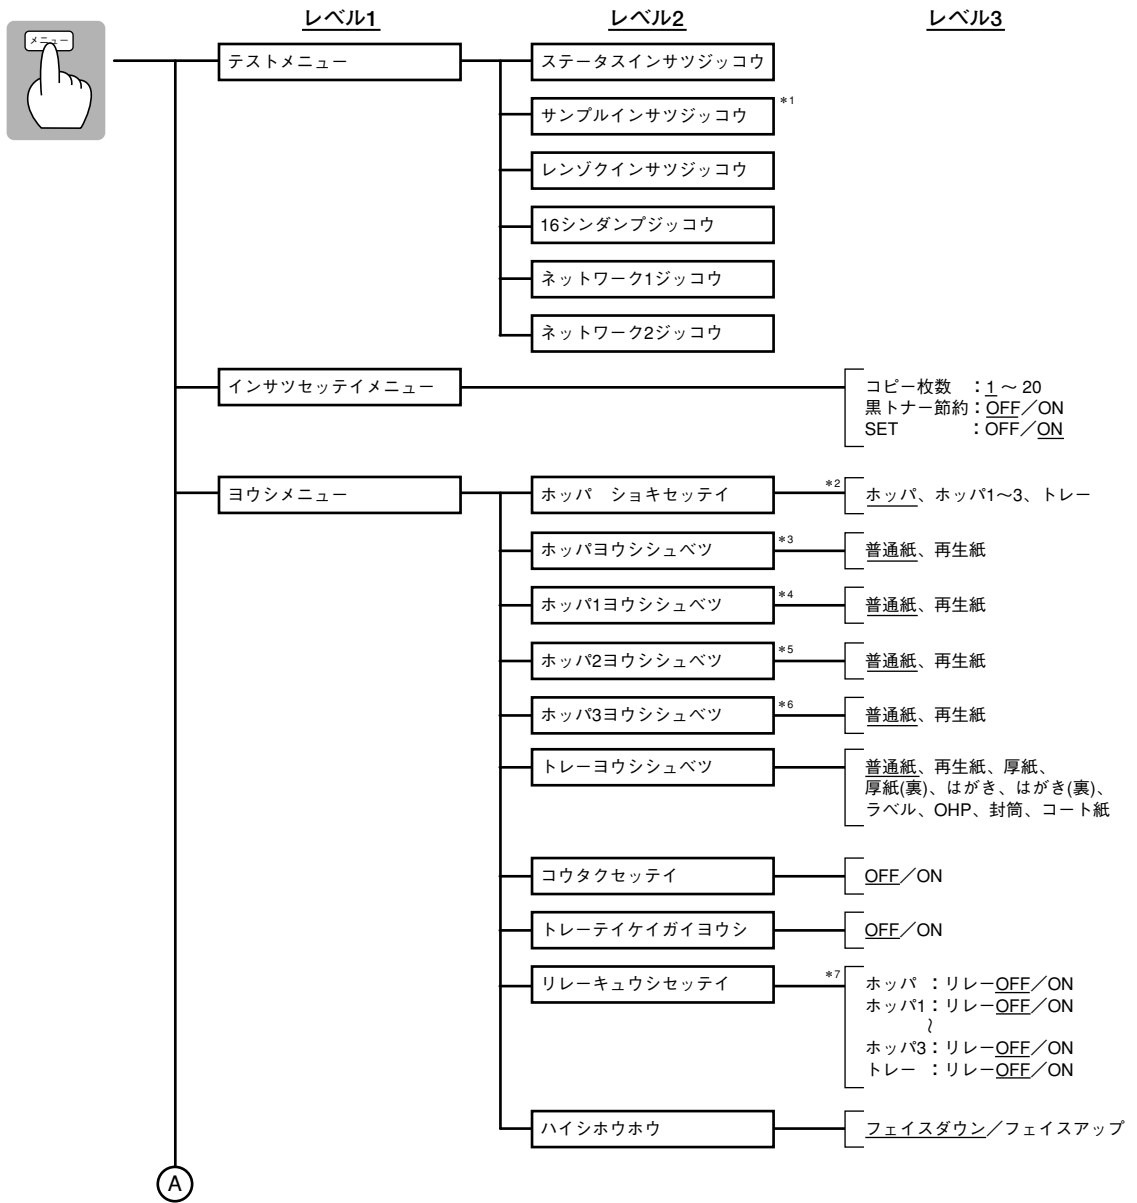 レベル1 レベル2 レベル3
メニュー
テストメニュー
ステータスインサツジッコウ
サンプルインサツジッコウ *1
レンゾクインサツジッコウ
16シンダンプジッコウ
ネットワーク1ジッコウ
ネットワーク2ジッコウ
インサツセッテイメニュー
コピー枚数 :1 ~ 20
黒トナー節約:OFF/ON
SET :OFF/ON
ヨウシメニュー
ホッパ ショキセッテイ *2 ホッパ、ホッパ1~3、トレー
ホッパヨウシシュベツ *3 普通紙、再生紙
ホッパ1ヨウシシュベツ *4 普通紙、再生紙
ホッパ2ヨウシシュベツ *5 普通紙、再生紙
ホッパ3ヨウシシュベツ *6 普通紙、再生紙
トレーヨウシシュベツ 普通紙、再生紙、厚紙、
厚紙(裏)、はがき、はがき(裏)、
ラベル、OHP、封筒、コート紙
コウタクセッテイ OFF/ON
トレーテイケイガイヨウシ OFF/ON
リレーキュウシセッテイ *7 ホッパ :リレーOFF/ON
ホッパ1:リレーOFF/ON
~
ホッパ3:リレーOFF/ON
トレー :リレーOFF/ON
ハイシホウホウ フェイスダウン/フェイスアップ
A